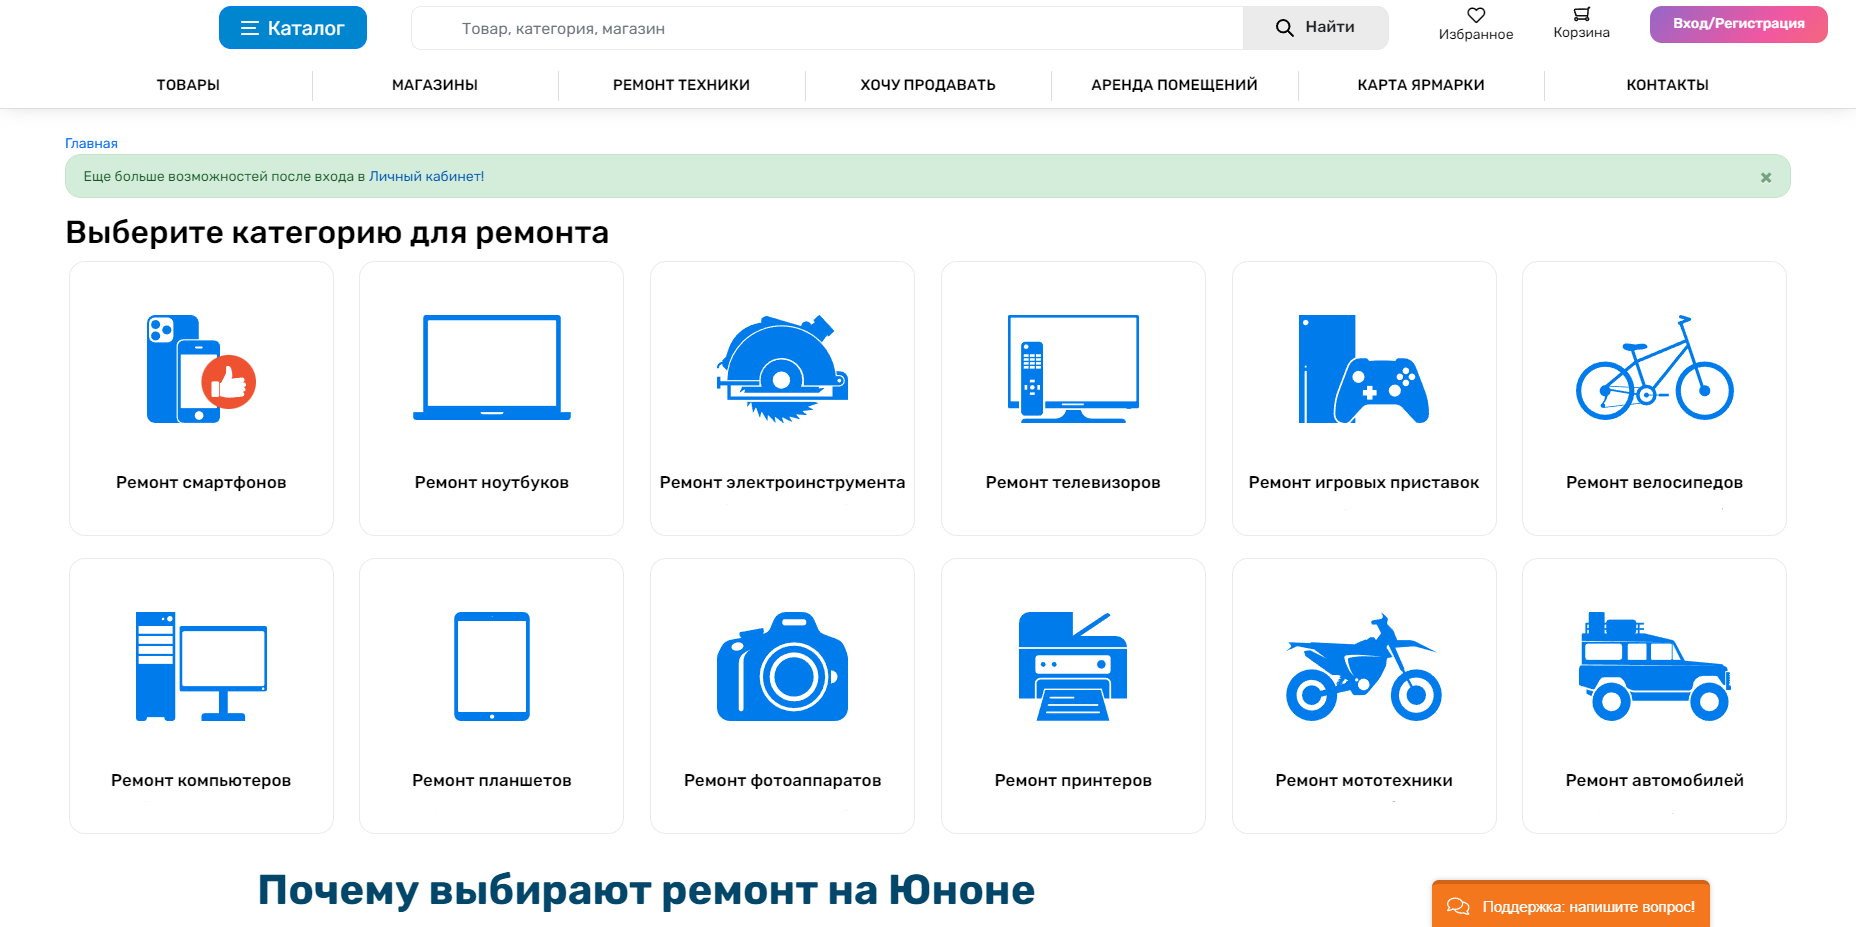 Каталог
Товар, категория, магазин
Найти
Избранное
Корзина
Вход/Регистрация
ТОВАРЫ
МАГАЗИНЫ
РЕМОНТ ТЕХНИКИ
ХОЧУ ПРОДАВАТЬ
АРЕНДА ПОМЕЩЕНИЙ
КАРТА ЯРМАРКИ
КОНТАКТЫ
Главная
Еще больше возможностей после входа в Личный кабинет!
Выберите категорию для ремонта
Ремонт смартфонов
Ремонт ноутбуков
Ремонт электроинструмента
Ремонт телевизоров
Ремонт игровых приставок
Ремонт велосипедов
Ремонт компьютеров
Ремонт планшетов
Ремонт фотоаппаратов
Ремонт принтеров
Ремонт мототехники
Ремонт автомобилей
Почему выбирают ремонт на Юноне
Поддержка: напишите вопрос!